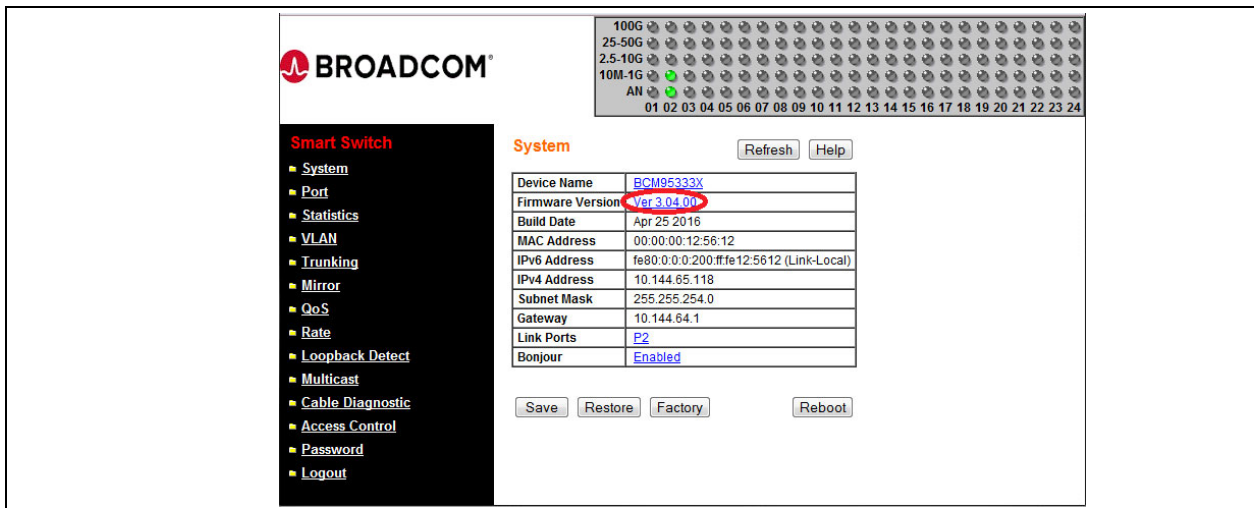 BROADCOM®
100G
25-50G
2.5-10G
10M-1G
AN
01 02 03 04 05 06 07 08 09 10 11 12 13 14 15 16 17 18 19 20 21 22 23 24
Smart Switch
System
Port
Statistics
VLAN
Trunking
Mirror
QoS
Rate
Loopback Detect
Multicast
Cable Diagnostic
Access Control
Password
Logout
System Refresh Help
Device Name BCM95333X
Firmware Version Ver 3.04.00
Build Date Apr 25 2016
MAC Address 00:00:00:12:56:12
IPv6 Address fe80:0:0:0:200:ff:fe12:5612 (Link-Local)
IPv4 Address 10.144.65.118
Subnet Mask 255.255.254.0
Gateway 10.144.64.1
Link Ports P2
Bonjour Enabled
Save Restore Factory Reboot